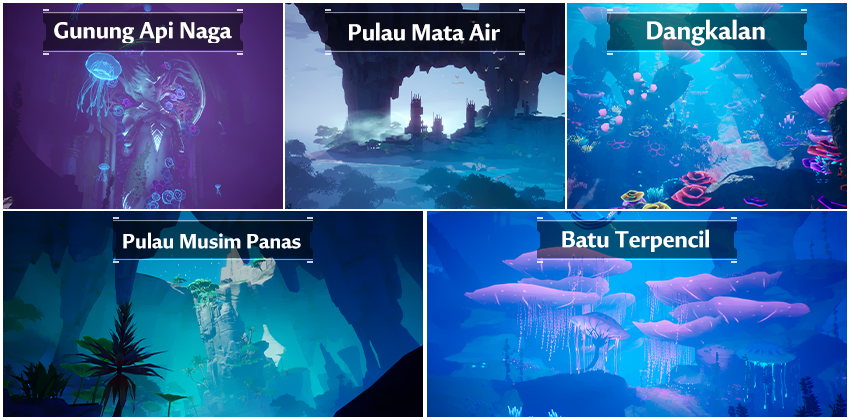 Gunung Api Naga
Pulau Mata Air
Dangkalan
Pulau Musim Panas
Batu Terpencil